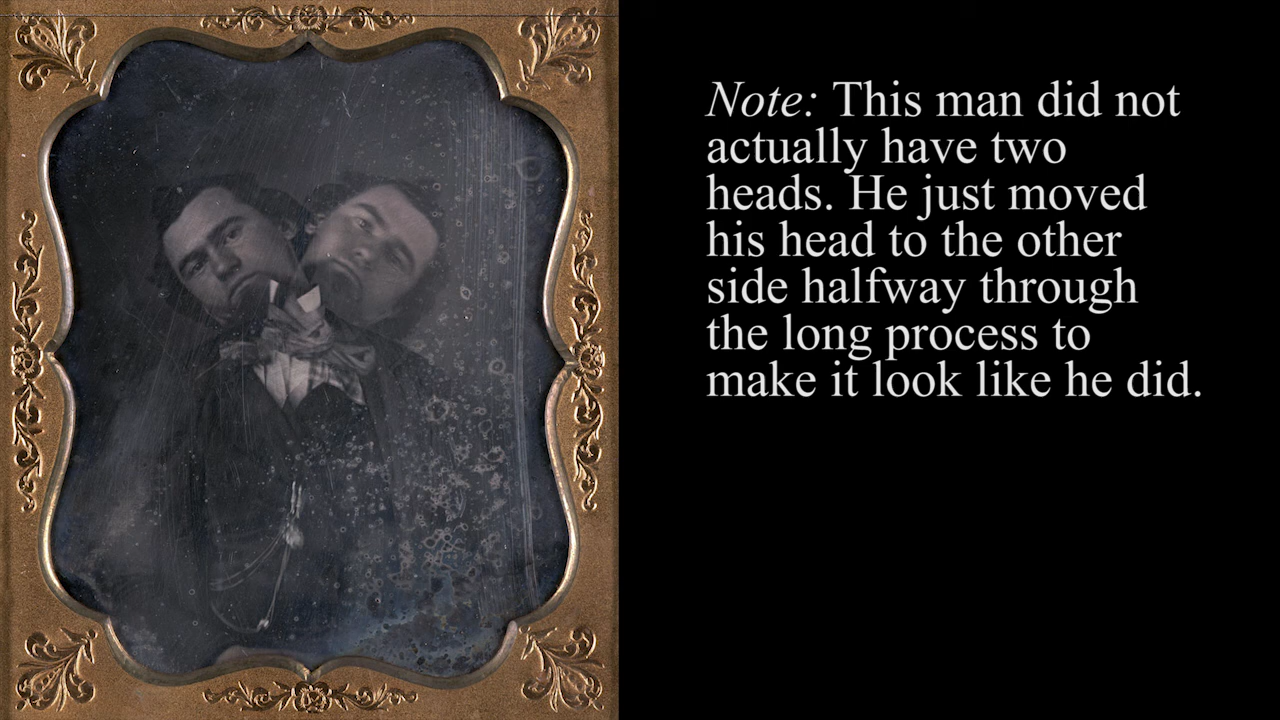 Note: This man did not
actually have two
heads. He just moved
his head to the other
side halfway through
the long process to
make it look like he did.